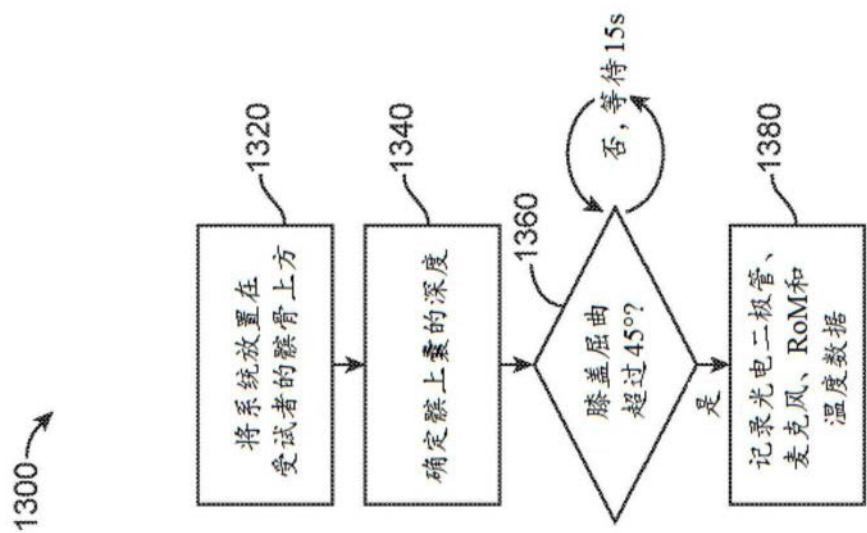 1300
将系统放置在
受试者的髌骨上方
1320
确定髌上囊的深度
1340
膝盖屈曲
超过45°?
1360
否，等待15s
是
记录光电二极管、
麦克风、RoM和
温度数据
1380